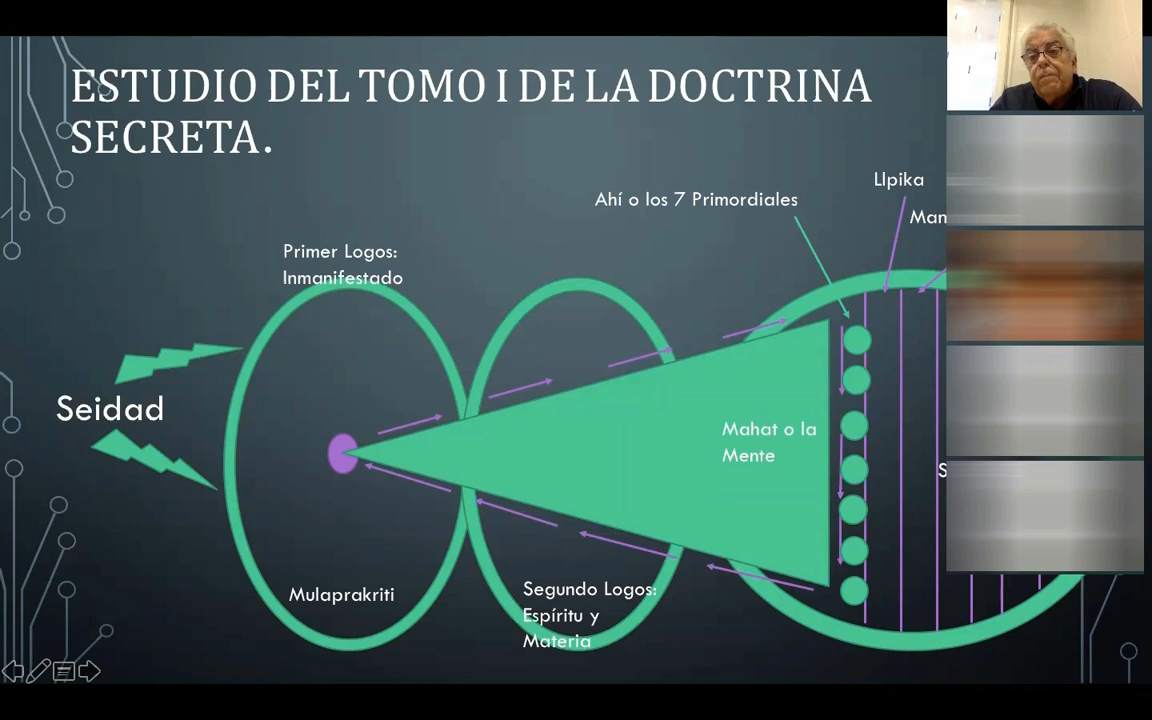 ESTUDIO DEL TOMO I DE LA DOCTRINA
SECRETA.
Llpika
Ahí o los 7 Primordiales
Primer Logos:
Inmanifestado
Seidad
Mahat o la
Mente
Mulaprakriti
Segundo Logos:
Espíritu y
Materia